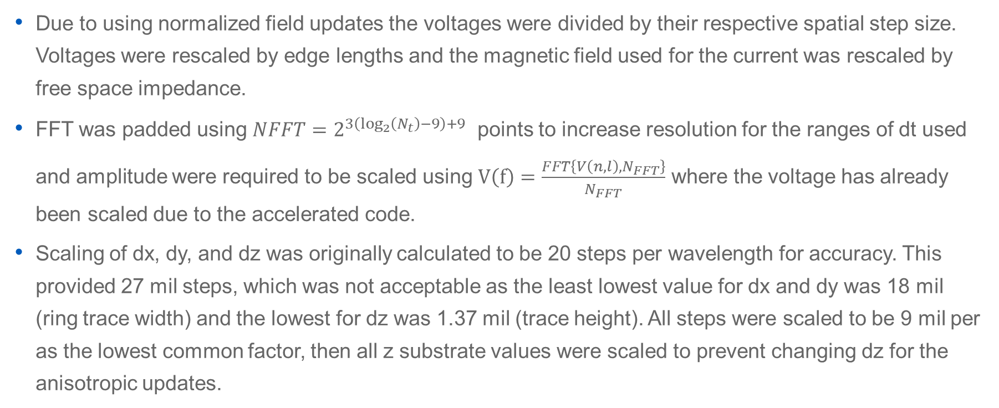 • Due to using normalized field updates the voltages were divided by their respective spatial step size.
Voltages were rescaled by edge lengths and the magnetic field used for the current was rescaled by
free space impedance.
• FFT was padded using $NFFT = 2^{3(\log_2(N_t)-9)+9}$ points to increase resolution for the ranges of dt used
and amplitude were required to be scaled using $V(f) = \frac{FFT\{V(n,l),N_{FFT}\}}{N_{FFT}}$ where the voltage has already
been scaled due to the accelerated code.
• Scaling of dx, dy, and dz was originally calculated to be 20 steps per wavelength for accuracy. This
provided 27 mil steps, which was not acceptable as the least lowest value for dx and dy was 18 mil
(ring trace width) and the lowest for dz was 1.37 mil (trace height). All steps were scaled to be 9 mil per
as the lowest common factor, then all z substrate values were scaled to prevent changing dz for the
anisotropic updates.